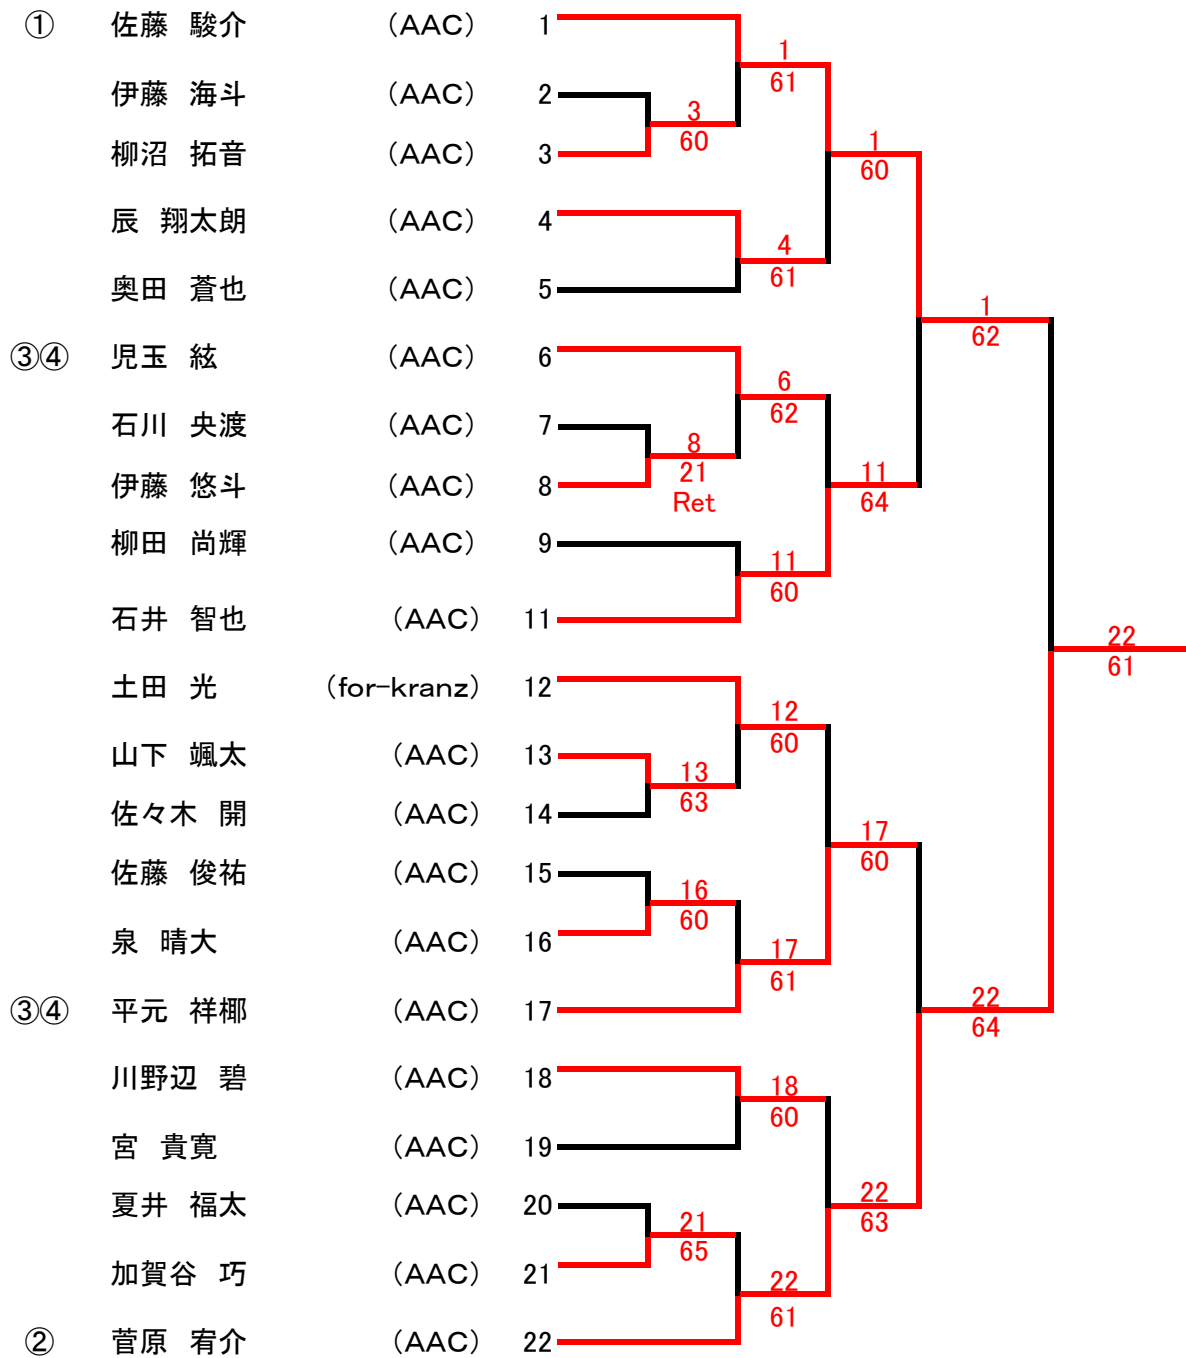 ① 佐藤 駿介 (AAC) 1
1
61
伊藤 海斗 (AAC) 2
3
60
柳沼 拓音 (AAC) 3
1
60
辰 翔太朗 (AAC) 4
4
61
奥田 蒼也 (AAC) 5
1
62
③④ 児玉 絃 (AAC) 6
6
62
石川 央渡 (AAC) 7
8
21
Ret
伊藤 悠斗 (AAC) 8
11
64
柳田 尚輝 (AAC) 9
11
60
石井 智也 (AAC) 11
22
61
土田 光 (for-kranz) 12
12
60
山下 颯太 (AAC) 13
13
63
佐々木 開 (AAC) 14
17
60
佐藤 俊祐 (AAC) 15
16
60
泉 晴大 (AAC) 16
17
61
③④ 平元 祥椰 (AAC) 17
22
64
川野辺 碧 (AAC) 18
18
60
宮 貴寛 (AAC) 19
夏井 福太 (AAC) 20
22
63
21
65
加賀谷 巧 (AAC) 21
22
61
② 菅原 宥介 (AAC) 22